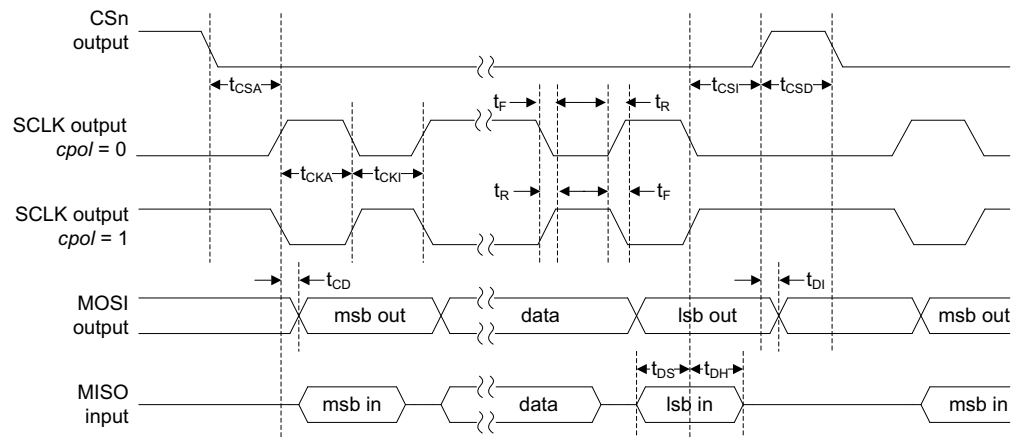 CSn
output
tCSA
tCSI
tCSD
tF
tR
SCLK output
cpol = 0
tCKA
tCKI
tR
tF
SCLK output
cpol = 1
tCD
tDI
MOSI
output
msb out
data
lsb out
msb out
tDS
tDH
MISO
input
msb in
data
lsb in
msb in